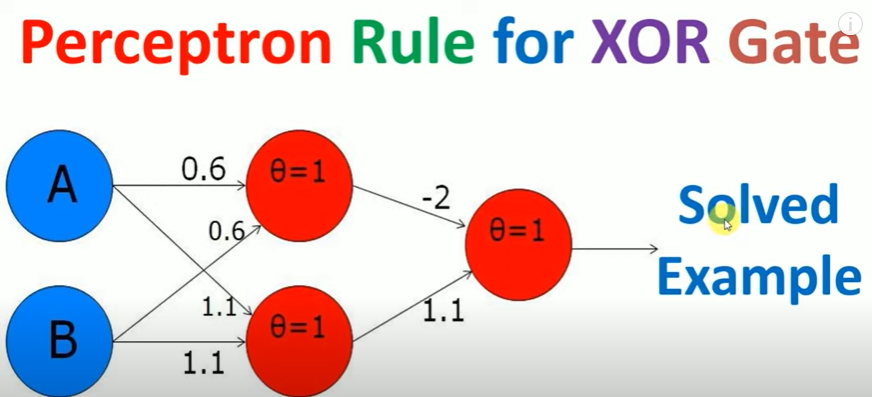 Perceptron Rule for XOR Gate
i
A
0.6
θ=1
-2
0.6
θ=1
Solved
Example
B
1.1
1.1
θ=1
1.1